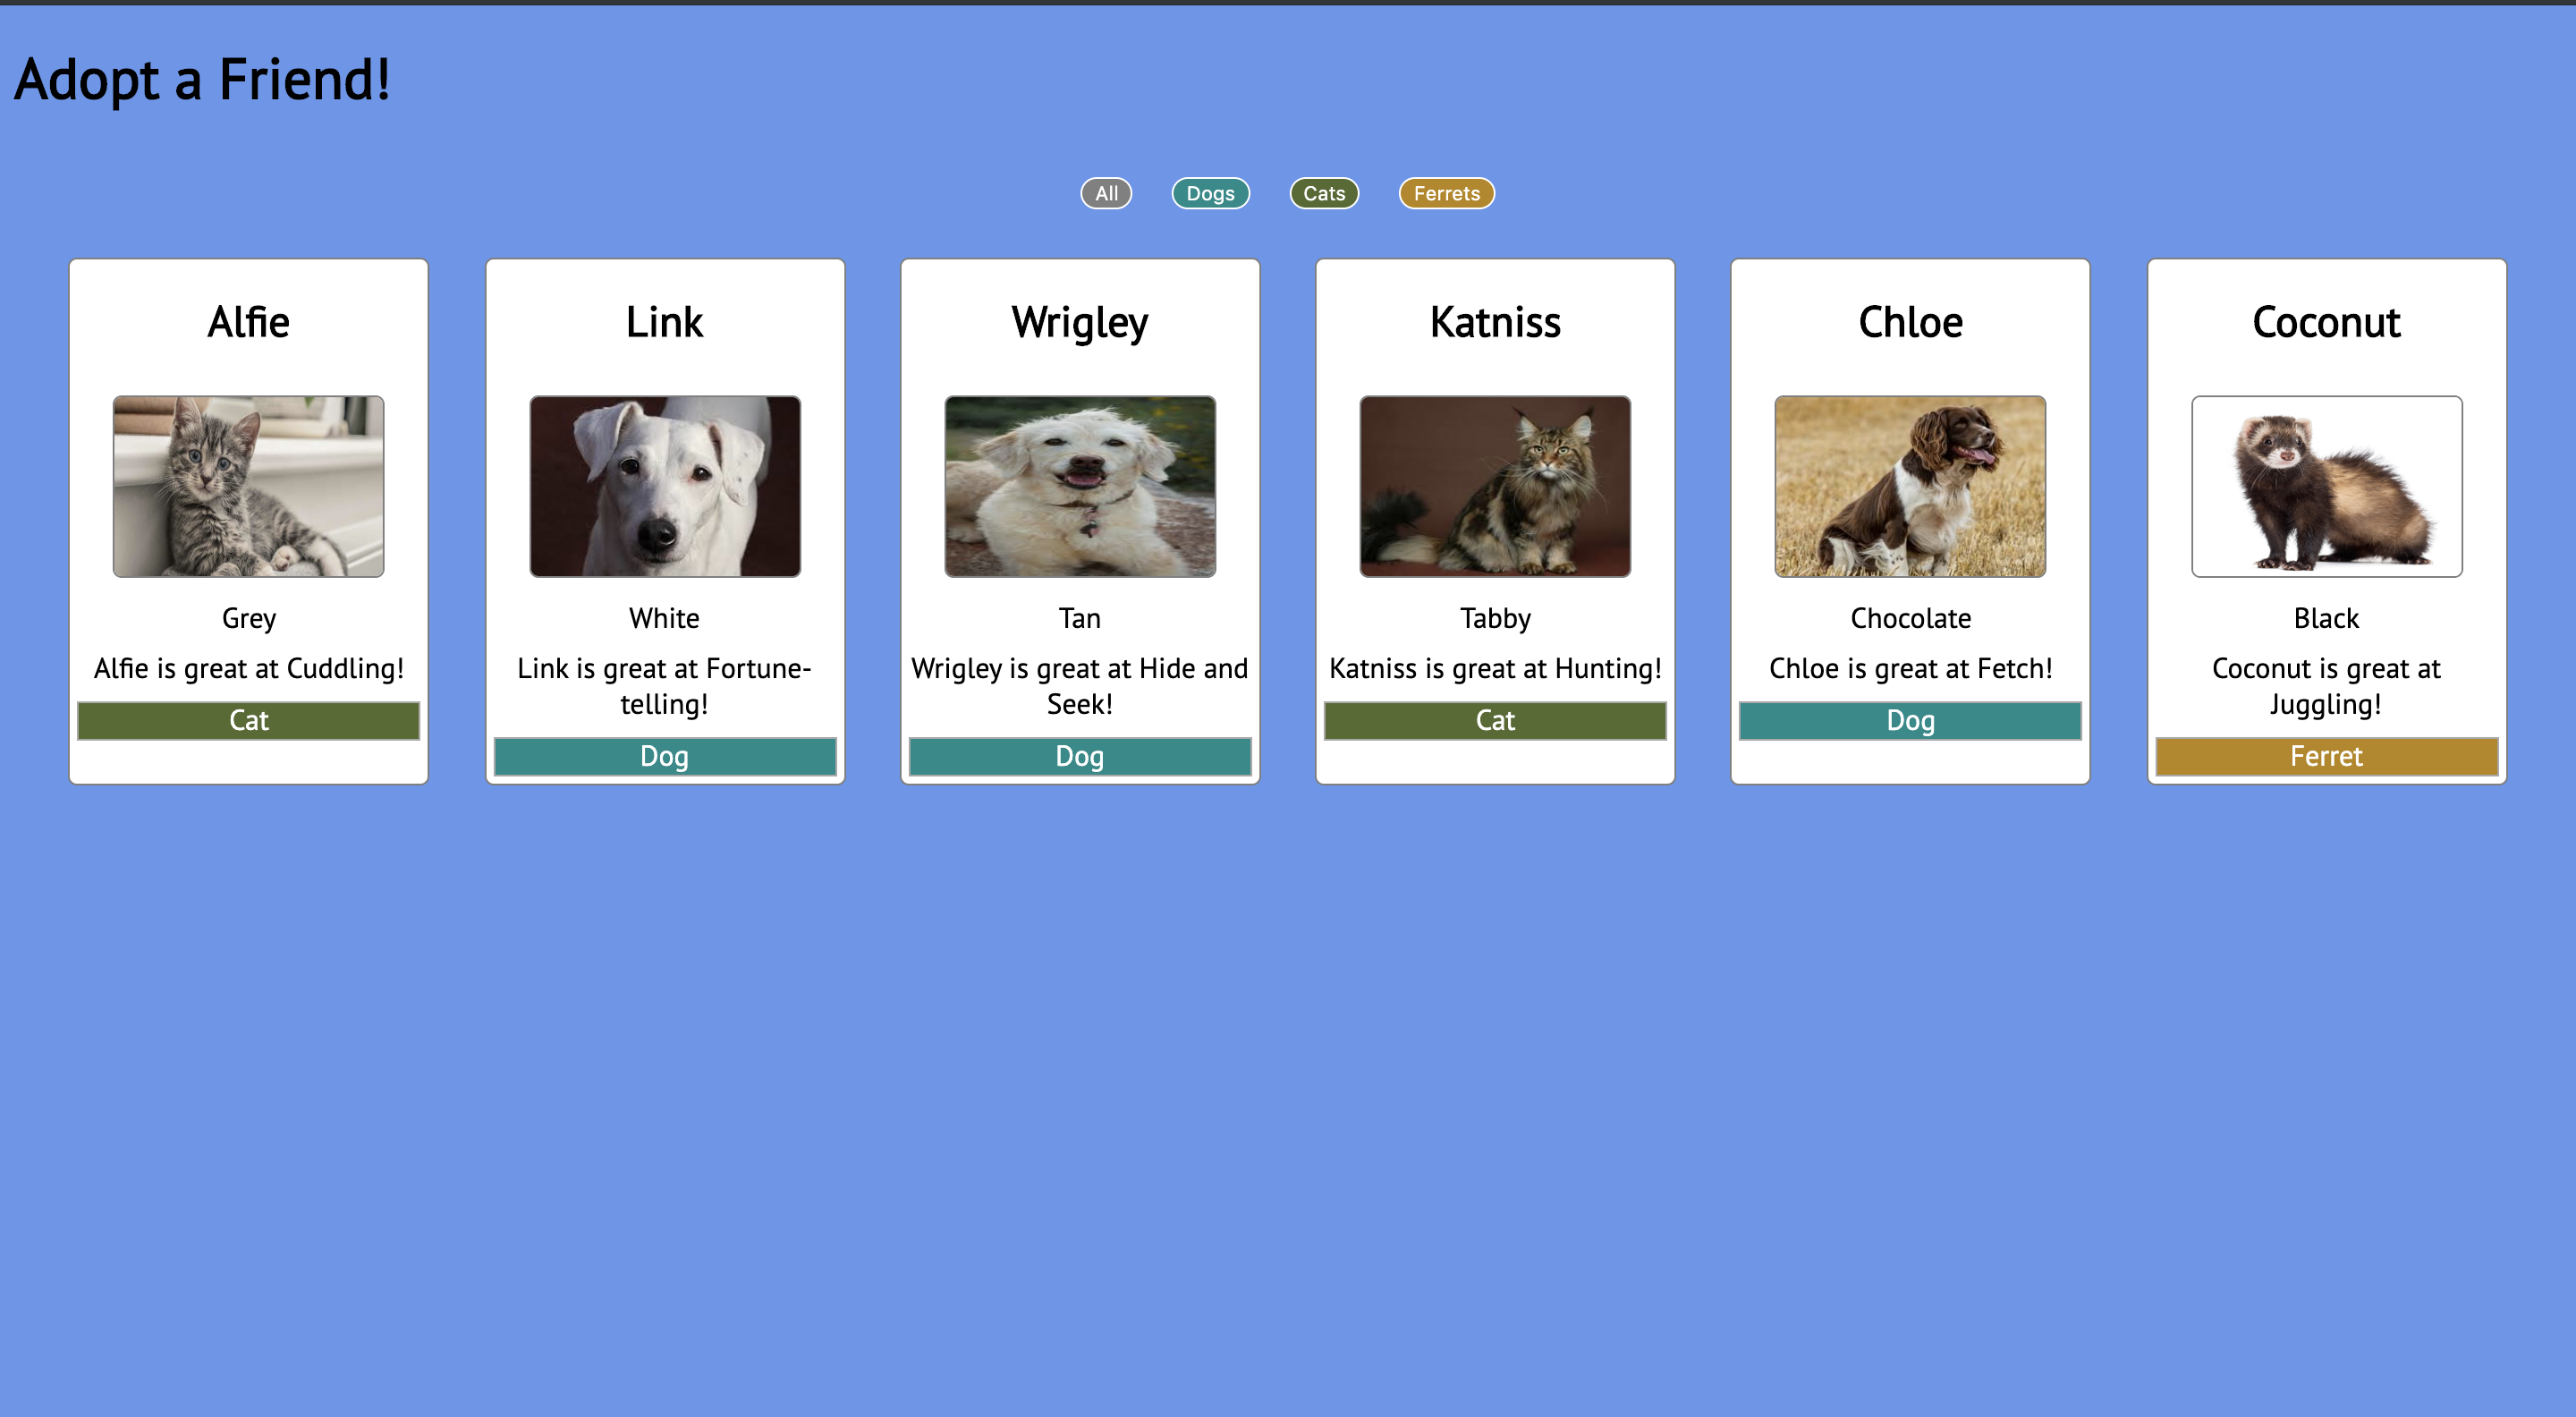 Adopt a Friend!
All
Dogs
Cats
Ferrets
Alfie
Grey
Alfie is great at Cuddling!
Cat
Link
White
Link is great at Fortune-
telling!
Dog
Wrigley
Tan
Wrigley is great at Hide and
Seek!
Dog
Katniss
Tabby
Katniss is great at Hunting!
Cat
Chloe
Chocolate
Chloe is great at Fetch!
Dog
Coconut
Black
Coconut is great at
Juggling!
Ferret